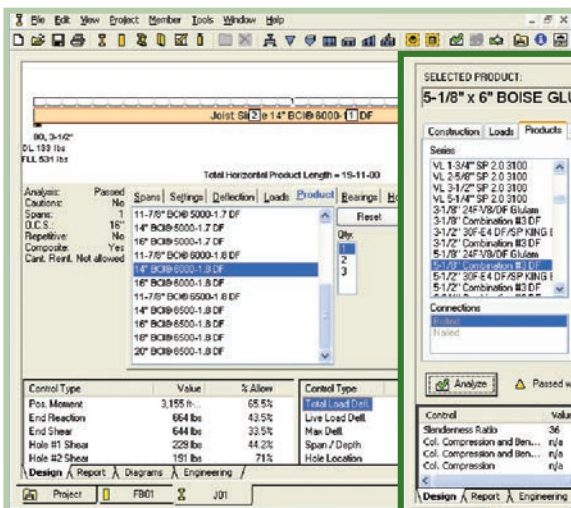 File Edit View Project Member Tools Window Help
Joist Si 2 e 14" BCI® 6000- 1 DF
B0, 3-1/2"
DL 133 lbs
FLL 531 lbs
Total Horizontal Product Length = 19-11-00
Analysis: Passed
Cautions: No
Spans: 1
O.C.S.: 16"
Repetitive: No
Composite: Yes
Cant. Reinf. Not allowed
Spans Settings Deflection Loads Product Bearings
11-7/8" BCI® 5000-1.7 DF
14" BCI® 5000-1.7 DF
16" BCI® 5000-1.7 DF
11-7/8" BCI® 6000-1.8 DF
14" BCI® 6000-1.8 DF
16" BCI® 6000-1.8 DF
11-7/8" BCI® 6500-1.8 DF
14" BCI® 6500-1.8 DF
16" BCI® 6500-1.8 DF
20" BCI® 6500-1.8 DF
Reset
Qty:
1
2
3
Control Type Value % Allow
Pos. Moment 3,155 ft-... 65.5%
End Reaction 664 lbs 43.5%
End Shear 644 lbs 33.5%
Hole #1 Shear 229 lbs 44.2%
Hole #2 Shear 191 lbs 71%
Control Type
Total Load Defl.
Live Load Defl.
Max Defl.
Span / Depth
Hole Location
Design Report Diagrams Engineering
Project FB01 J01
SELECTED PRODUCT:
5-1/8" x 6" BOISE GLU
Construction Loads Products
Series
VL 1-3/4" SP 2.0 3100
VL 2-5/8" SP 2.0 3100
VL 3-1/2" SP 2.0 3100
VL 5-1/4" SP 2.0 3100
3-1/8" 24F-V8/DF Glulam
3-1/8" Combination #3 DF
3-1/2" 30F-E4 DF/SP KING
3-1/2" Combination #3 DF
5-1/8" 24F-V8/DF Glulam
5-1/8" Combination #3 DF
5-1/2" 30F-E4 DF/SP KING
5-1/2" Combination #3 DF
Connections
Bolted
Nailed
Analyze Passed w
Control Valu
Slenderness Ratio 36
Col. Compression and Ben... n/a
Col. Compression and Ben... n/a
Col. Compression n/a
Design Report Engineering